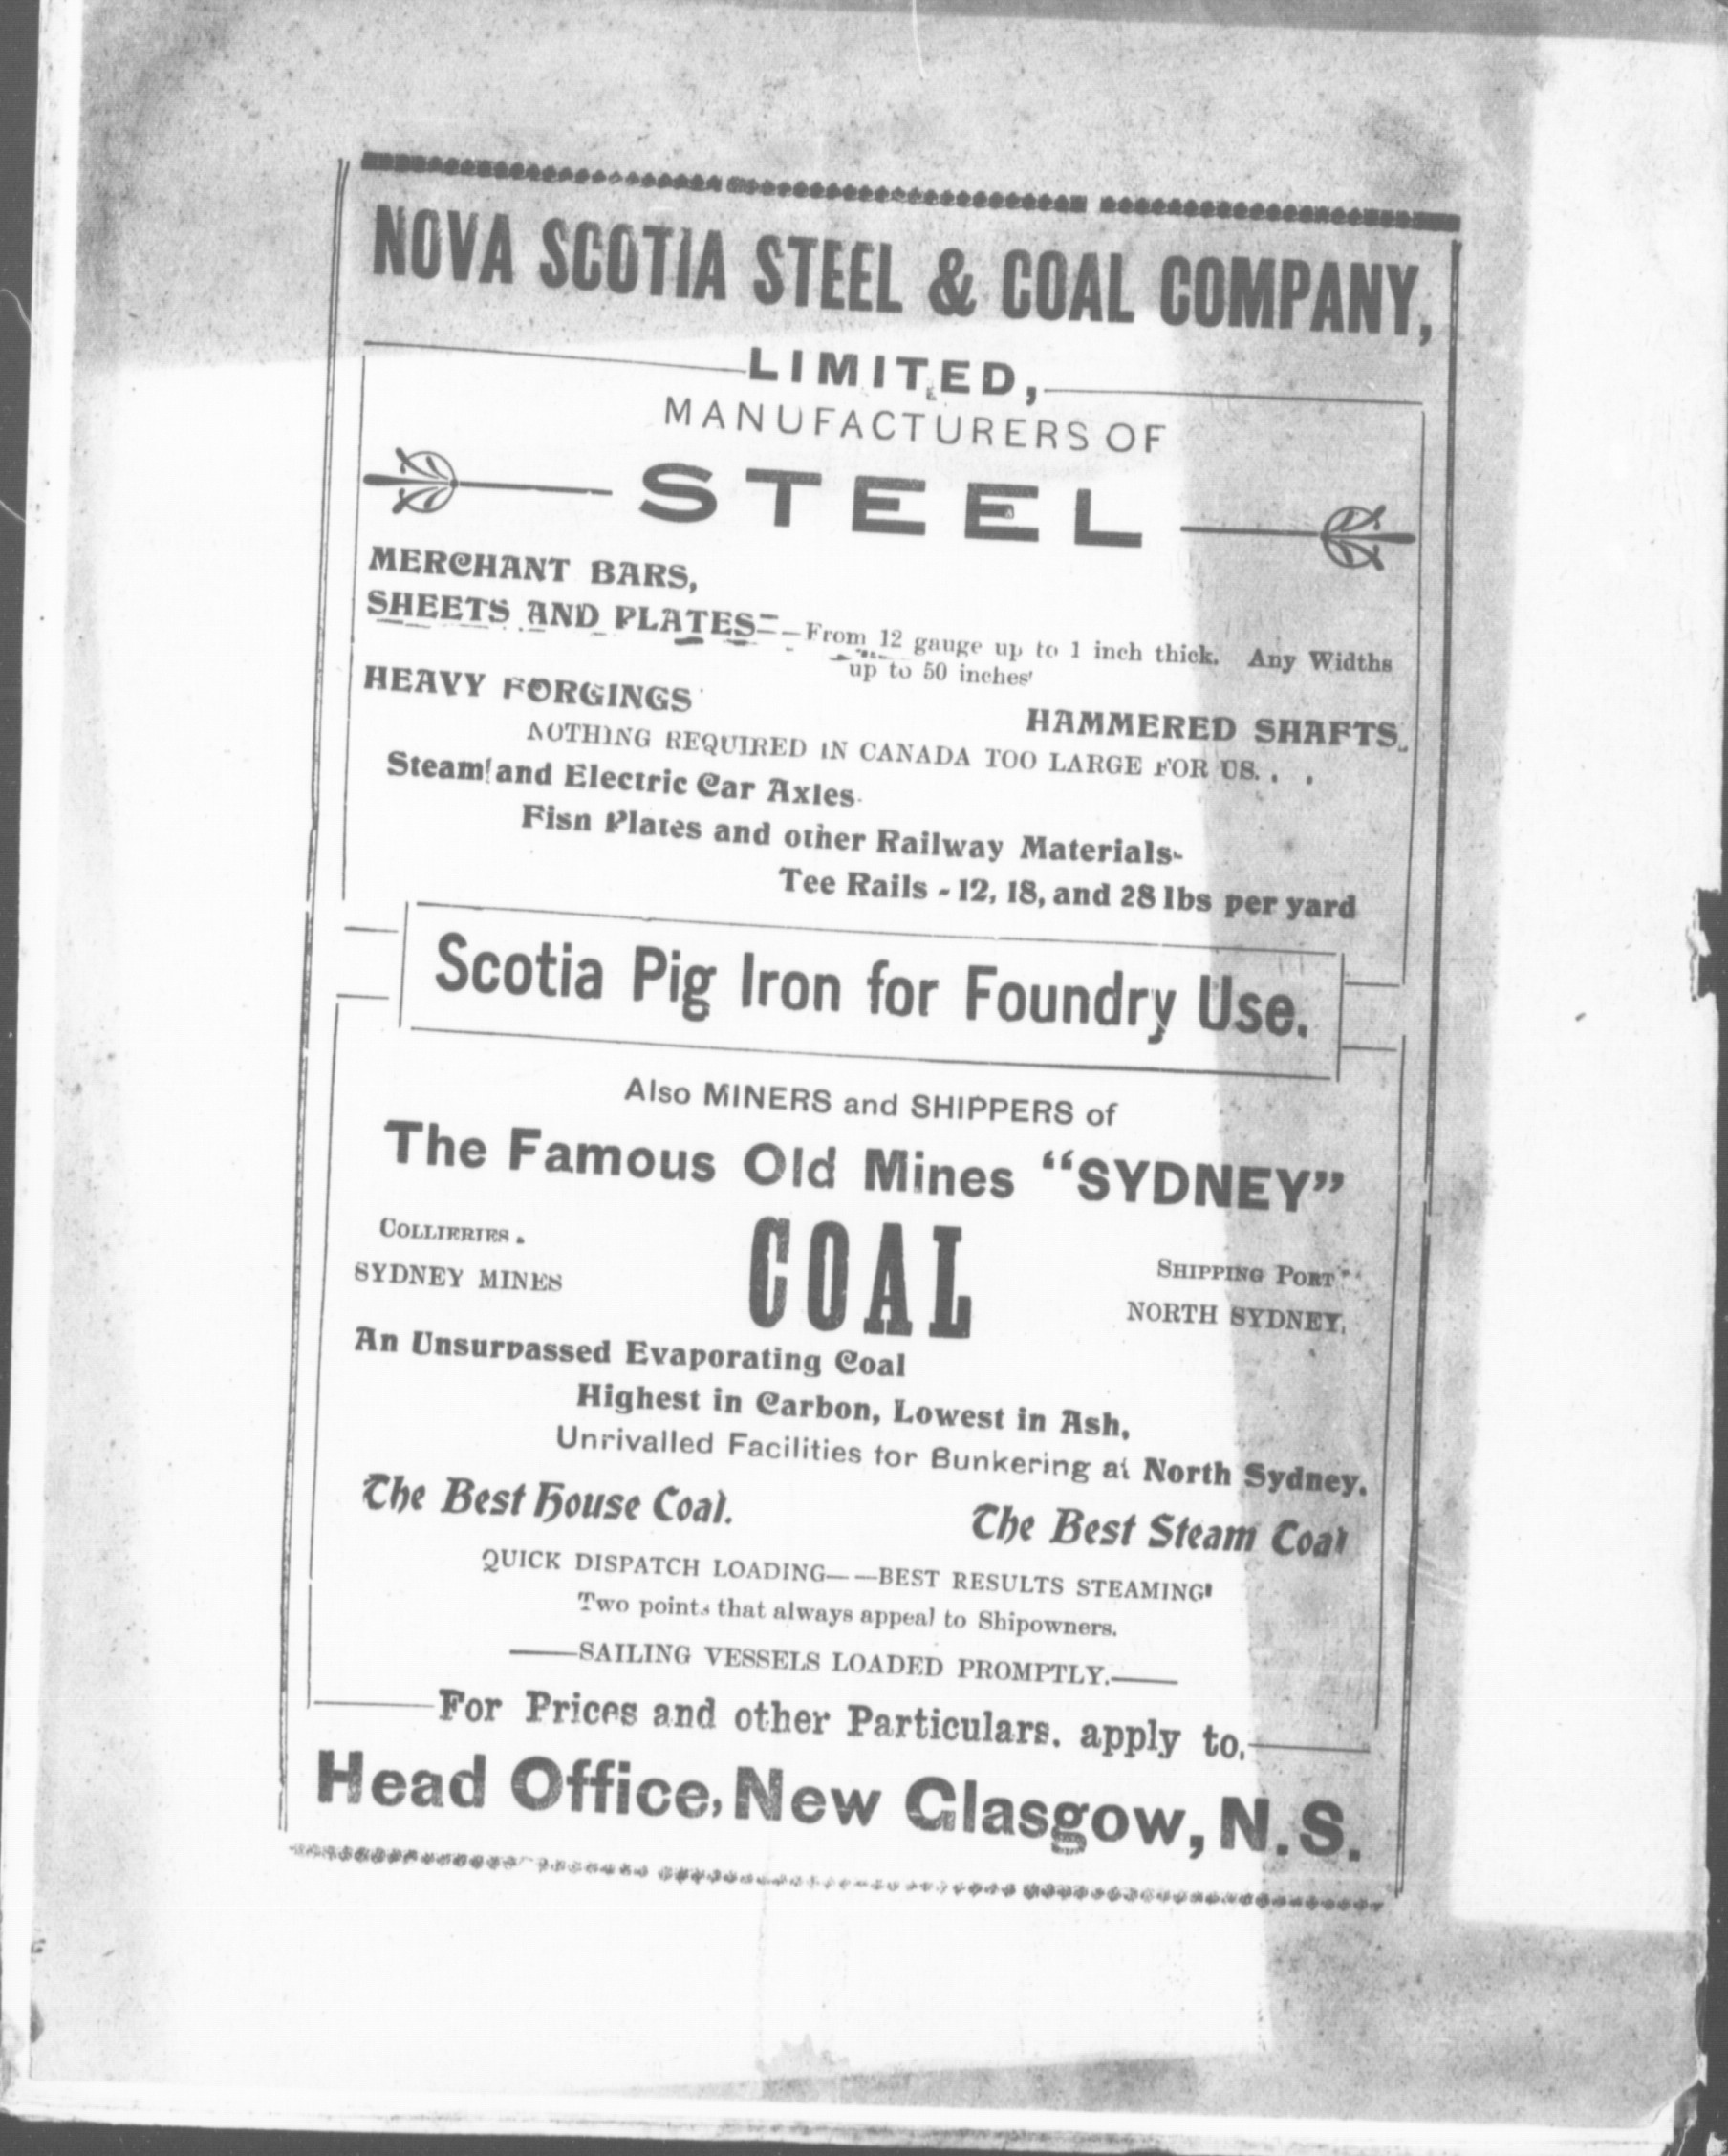 NOVA SCOTIA STEEL & COAL COMPANY,
LIMITED,
MANUFACTURERS OF
STEEL
MERCHANT BARS,
SHEETS AND PLATES=—From 12 gauge up to 1 inch thick. Any Widths
up to 50 inches'
HEAVY FORGINGS
HAMMERED SHAFTS.
NOTHING REQUIRED IN CANADA TOO LARGE FOR US. . .
Steam and Electric Car Axles.
Fish Plates and other Railway Materials-
Tee Rails - 12, 18, and 28 lbs per yard
Scotia Pig Iron for Foundry Use.
Also MINERS and SHIPPERS of
The Famous Old Mines "SYDNEY"
COLLIERIES.
COAL
SHIPPING PORT
SYDNEY MINES
NORTH SYDNEY.
An Unsurpassed Evaporating Coal
Highest in Carbon, Lowest in Ash,
Unrivalled Facilities for Bunkering at North Sydney.
The Best House Coal.
The Best Steam Coal
QUICK DISPATCH LOADING——BEST RESULTS STEAMING
Two points that always appeal to Shipowners.
—SAILING VESSELS LOADED PROMPTLY.—
For Prices and other Particulars. apply to,
Head Office, New Glasgow, N.S.